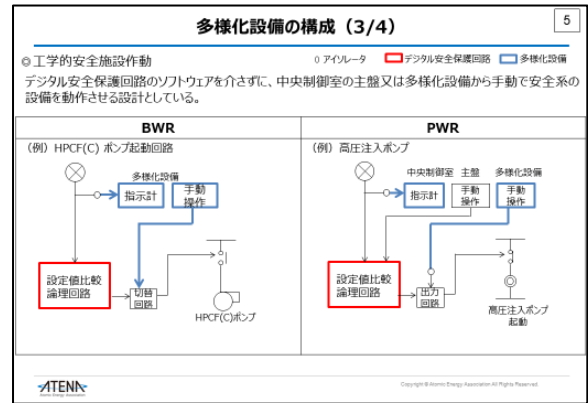 5
多様化設備の構成（3/4）
◎工学的安全施設作動
○ アイソレータ デジタル安全保護回路 多様化設備
デジタル安全保護回路のソフトウェアを介さずに、中央制御室の主盤又は多様化設備から手動で安全系の
設備を動作させる設計としている。
BWR
（例）HPCF(C) ポンプ起動回路
多様化設備
指示計
手動
操作
設定値比較
論理回路
切替
回路
HPCF(C)ポンプ
PWR
（例）高圧注入ポンプ
中央制御室 主盤 多様化設備
指示計
手動
操作
手動
操作
設定値比較
論理回路
出力
回路
高圧注入ポンプ
起動
ATENA
Atomic Energy Association
Copyright © Atomic Energy Association All Rights Reserved.